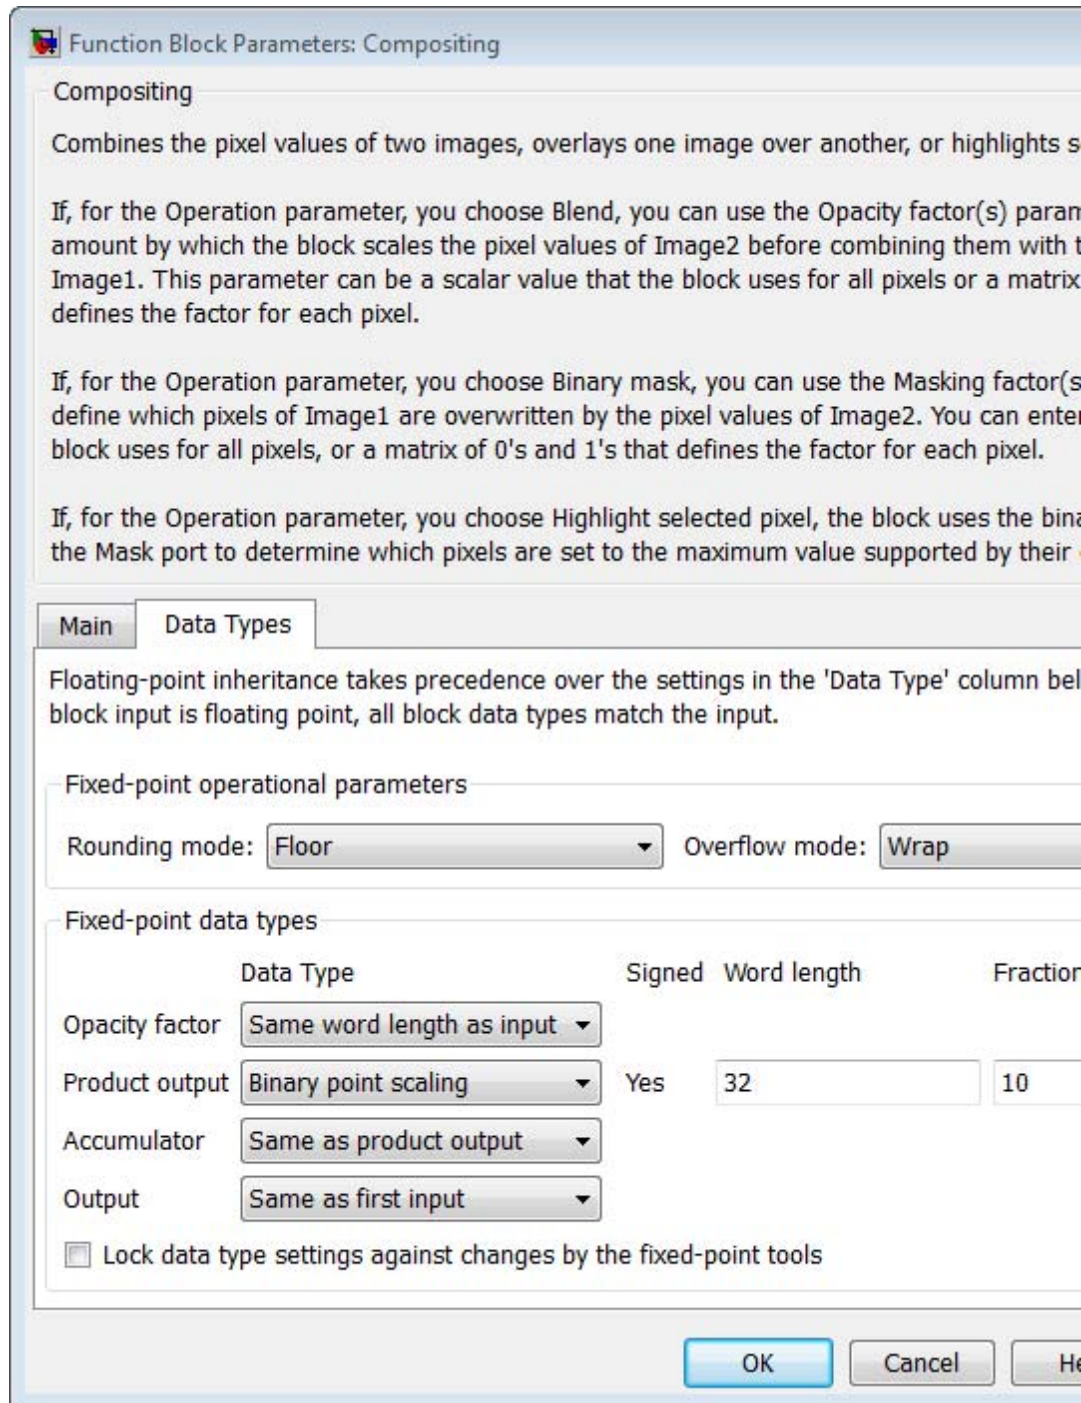 Function Block Parameters: Compositing
Compositing
Combines the pixel values of two images, overlays one image over another, or highlights
If, for the Operation parameter, you choose Blend, you can use the Opacity factor(s)
amount by which the block scales the pixel values of Image2 before combining them with
Image1. This parameter can be a scalar value that the block uses for all pixels or a matrix
defines the factor for each pixel.
If, for the Operation parameter, you choose Binary mask, you can use the Masking factor(s
define which pixels of Image1 are overwritten by the pixel values of Image2. You can enter
block uses for all pixels, or a matrix of 0's and 1's that defines the factor for each pixel.
If, for the Operation parameter, you choose Highlight selected pixel, the block uses the
the Mask port to determine which pixels are set to the maximum value supported by their
Main Data Types
Floating-point inheritance takes precedence over the settings in the 'Data Type' column
block input is floating point, all block data types match the input.
Fixed-point operational parameters
Rounding mode: Floor Overflow mode: Wrap
Fixed-point data types
Data Type Signed Word length Fraction
Opacity factor Same word length as input
Product output Binary point scaling Yes 32 10
Accumulator Same as product output
Output Same as first input
Lock data type settings against changes by the fixed-point tools
OK Cancel